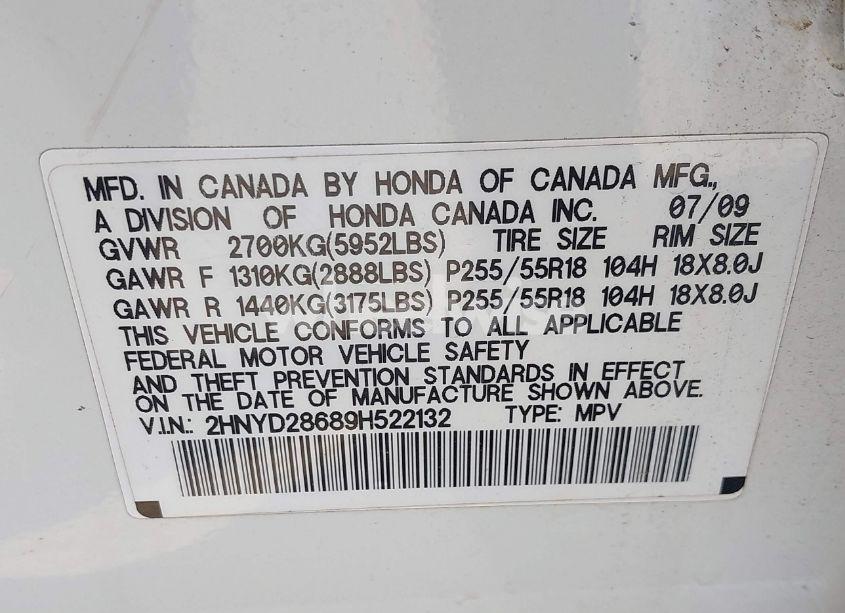 MFD. IN CANADA BY HONDA OF CANADA MFG.,
A DIVISION OF HONDA CANADA INC. 07/09
GVWR 2700KG(5952LBS) TIRE SIZE RIM SIZE
GAWR F 1310KG(2888LBS) P255/55R18 104H 18X8.0J
GAWR R 1440KG(3175LBS) P255/55R18 104H 18X8.0J
THIS VEHICLE CONFORMS TO ALL APPLICABLE
FEDERAL MOTOR VEHICLE SAFETY
AND THEFT PREVENTION STANDARDS IN EFFECT
ON THE DATE OF MANUFACTURE SHOWN ABOVE.
V.I.N.: 2HNYD28689H522132 TYPE: MPV